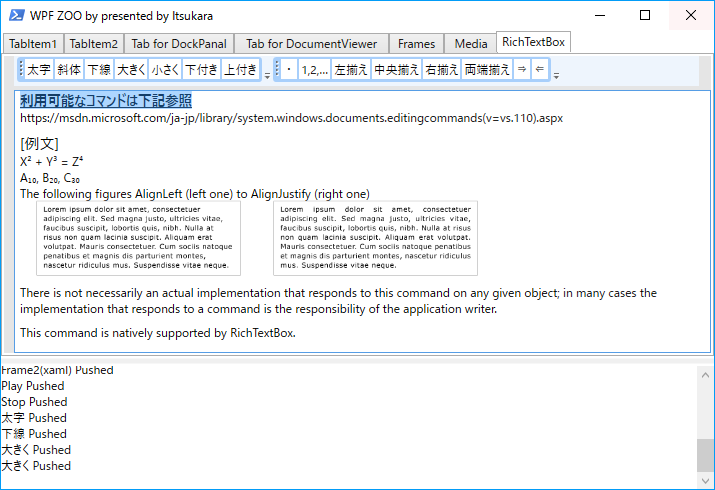 WPF ZOO by presented by Itsukara
TabItem1 TabItem2 Tab for DockPanal Tab for DocumentViewer Frames Media RichTextBox
太字 斜体 下線 大きく 小さく 下付き 上付き ・ 1,2,... 左揃え 中央揃え 右揃え 両端揃え ⇒ ⇐
利用可能なコマンドは下記参照
https://msdn.microsoft.com/ja-jp/library/system.windows.documents.editingcommands(v=vs.110).aspx
[例文]
X² + Y³ = Z⁴
A₁₀, B₂₀, C₃₀
The following figures AlignLeft (left one) to AlignJustify (right one)
Lorem ipsum dolor sit amet, consectetuer
adipiscing elit. Sed magna justo, ultricies vitae,
faucibus suscipit, lobortis quis, nibh. Nulla at
risus non quam lacinia suscipit. Aliquam erat
volutpat. Mauris consectetuer. Cum sociis natoque
penatibus et magnis dis parturient montes,
nascetur ridiculus mus. Suspendisse vitae neque.
Lorem ipsum dolor sit amet, consectetuer
adipiscing elit. Sed magna justo, ultricies vitae,
faucibus suscipit, lobortis quis, nibh. Nulla at risus
non quam lacinia suscipit. Aliquam erat volutpat.
Mauris consectetuer. Cum sociis natoque penatibus
et magnis dis parturient montes, nascetur ridiculus
mus. Suspendisse vitae neque.
There is not necessarily an actual implementation that responds to this command on any given object; in many cases the
implementation that responds to a command is the responsibility of the application writer.
This command is natively supported by RichTextBox.
Frame2(xaml) Pushed
Play Pushed
Stop Pushed
太字 Pushed
下線 Pushed
大きく Pushed
大きく Pushed